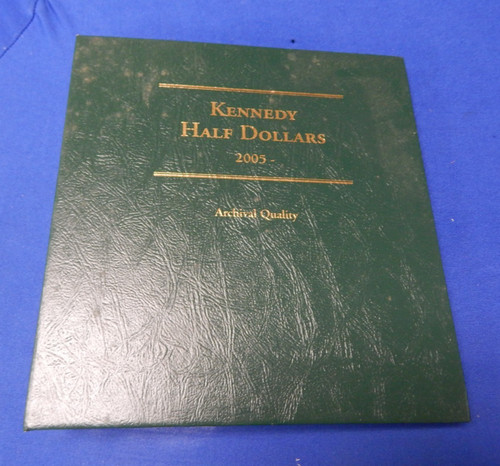 Kennedy
Half Dollars
2005 -
Archival Quality